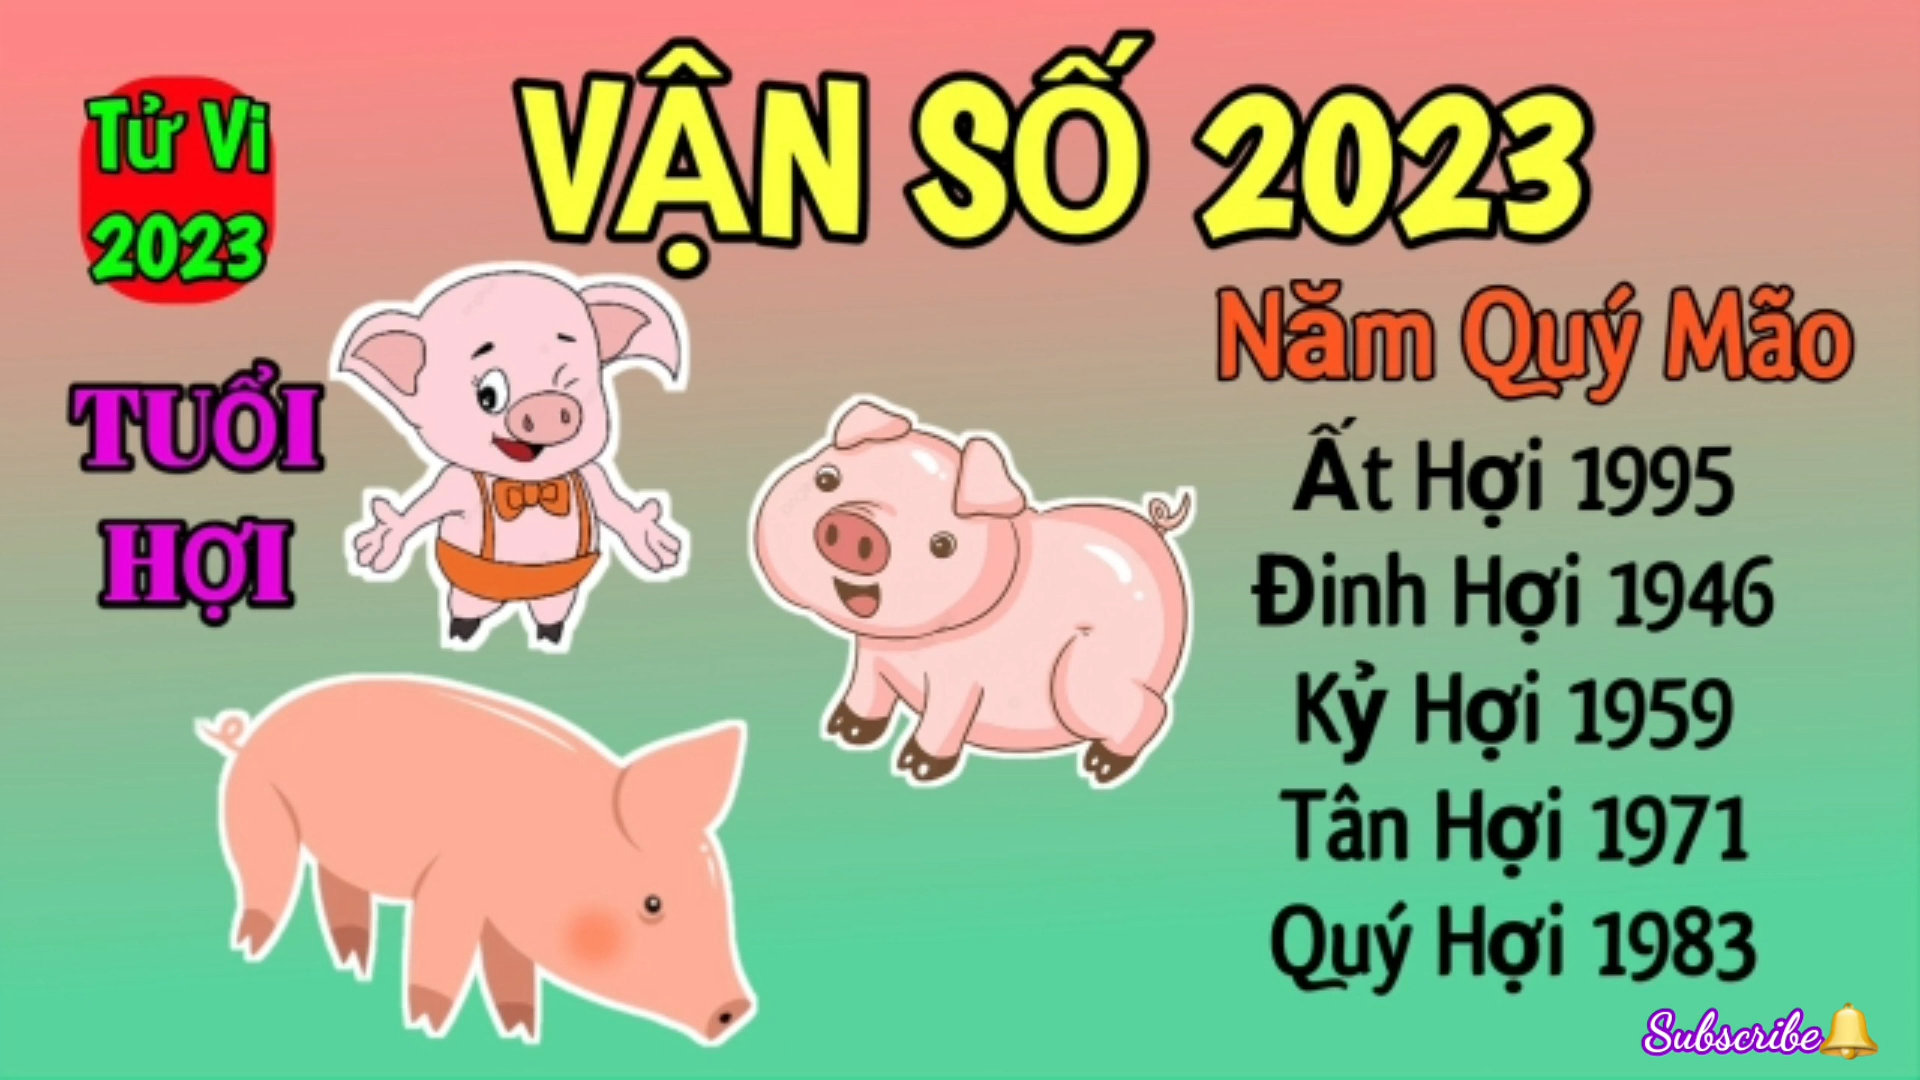 Tử Vi
2023
VẬN SỐ 2023
Năm Quý Mão
TUỔI
HỢI
Ất Hợi 1995
Đinh Hợi 1946
Kỷ Hợi 1959
Tân Hợi 1971
Quý Hợi 1983
Subscribe